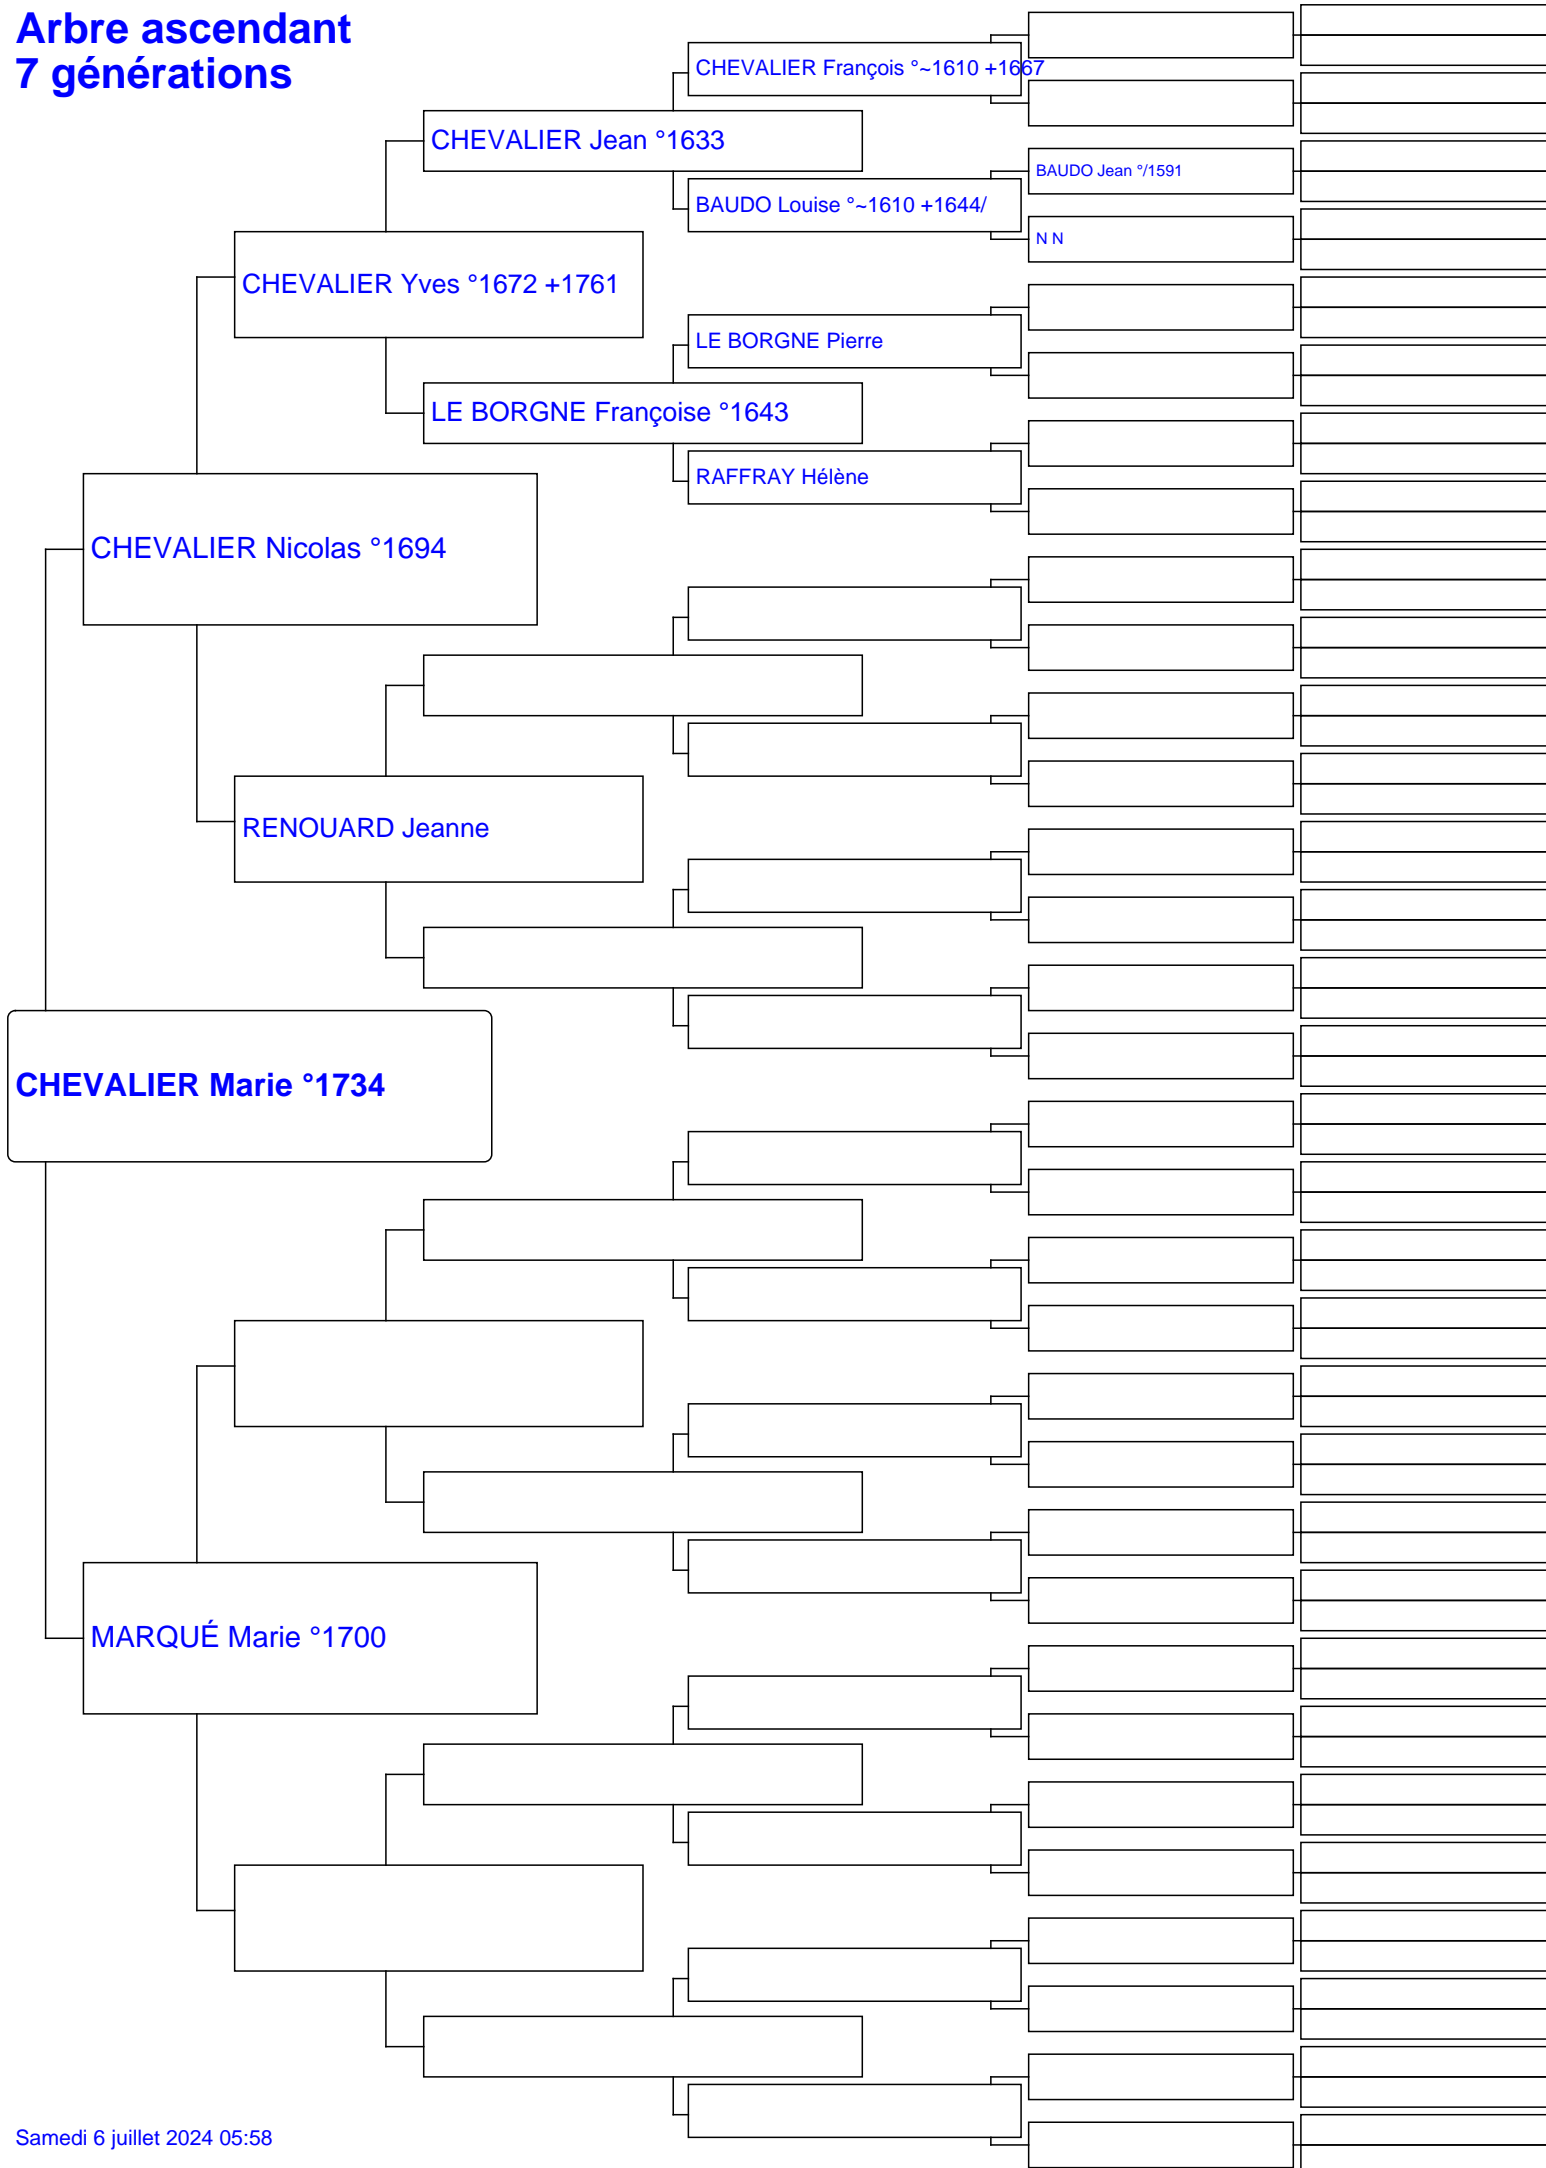 Arbre ascendant
7 générations
CHEVALIER François °~1610 +1667
CHEVALIER Jean °1633
BAUDO Jean °/1591
BAUDO Louise °~1610 +1644/
N N
CHEVALIER Yves °1672 +1761
LE BORGNE Pierre
LE BORGNE Françoise °1643
RAFFRAY Hélène
CHEVALIER Nicolas °1694
RENOUARD Jeanne
CHEVALIER Marie °1734
MARQUÉ Marie °1700
Samedi 6 juillet 2024 05:58